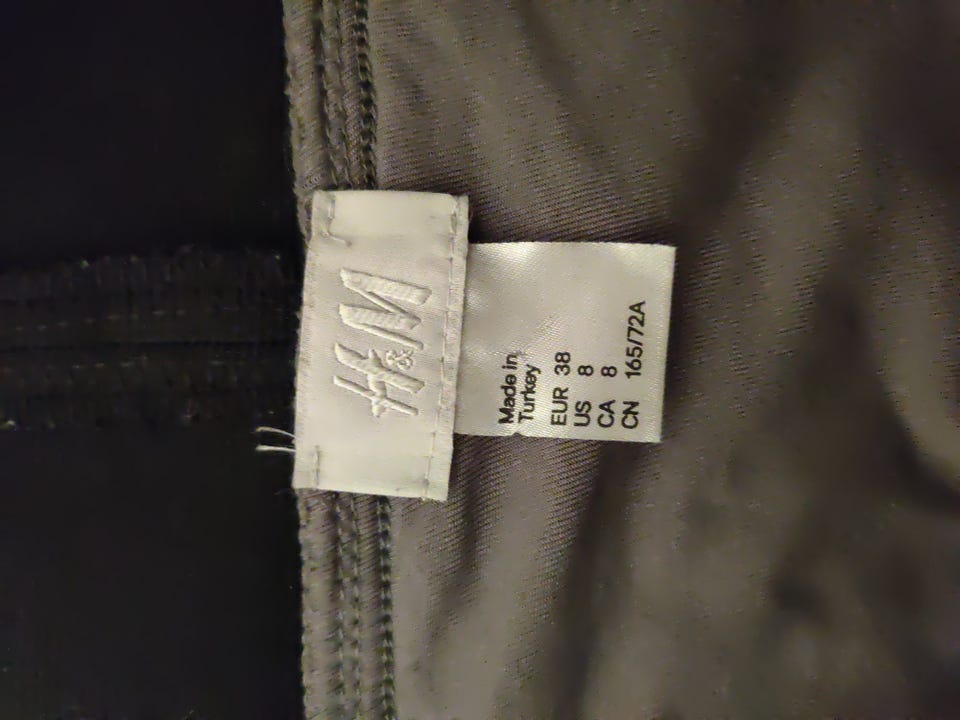 H&M
Made in
Turkey
EUR 38
US 8
CA 8
CN 165/72A